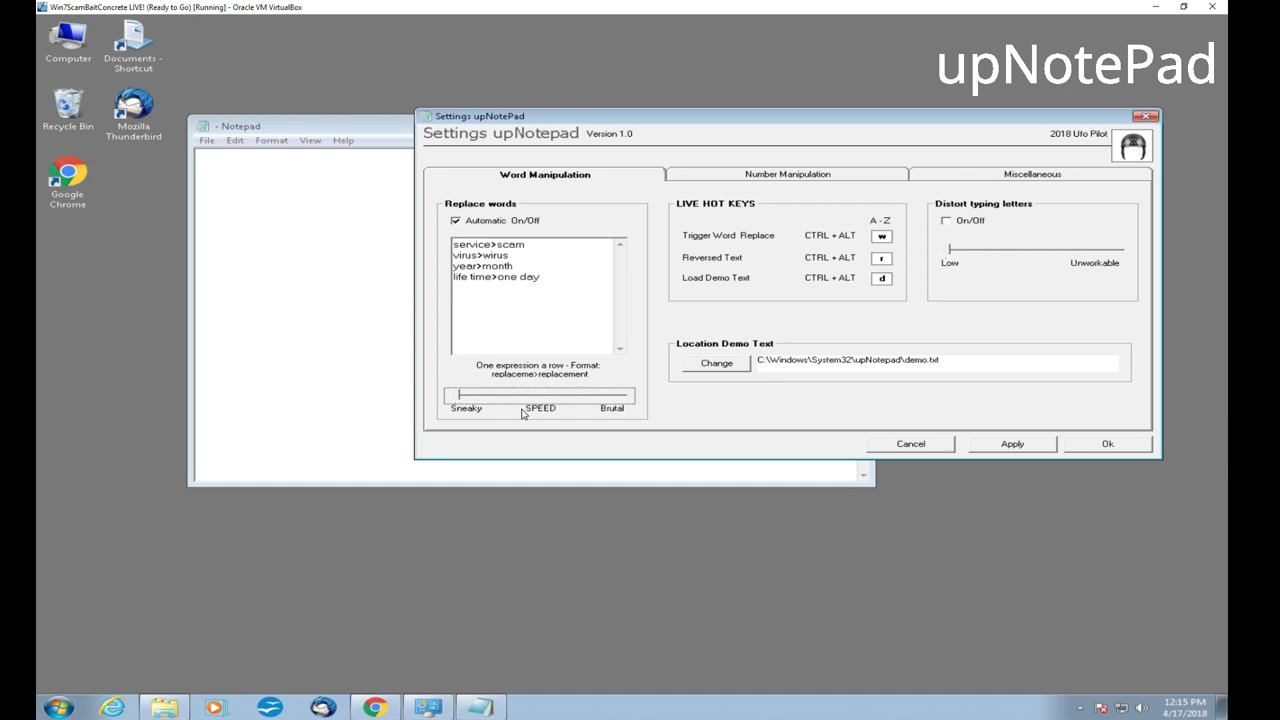 Win7ScamBaitConcrete LIVE! (Ready to Go) [Running] - Oracle VM VirtualBox
upNotePad
Computer
Documents -
Shortcut
Recycle Bin
Mozilla
Thunderbird
Google
Chrome
- Notepad
File Edit Format View Help
Settings upNotePad
Settings upNotepad Version 1.0
2018 Ufo Pilot
Word Manipulation
Number Manipulation
Miscellaneous
Replace words
Automatic On/Off
service>scam
virus>wirus
year>month
life time>one day
One expression a row - Format:
replaceme>replacement
Sneaky SPEED Brutal
LIVE HOT KEYS
A - Z
Trigger Word Replace CTRL + ALT w
Reversed Text CTRL + ALT r
Load Demo Text CTRL + ALT d
Distort typing letters
On/Off
Low Unworkable
Location Demo Text
Change C:\Windows\System32\upNotepad\demo.txt
Cancel Apply Ok
12:15 PM
4/17/2018